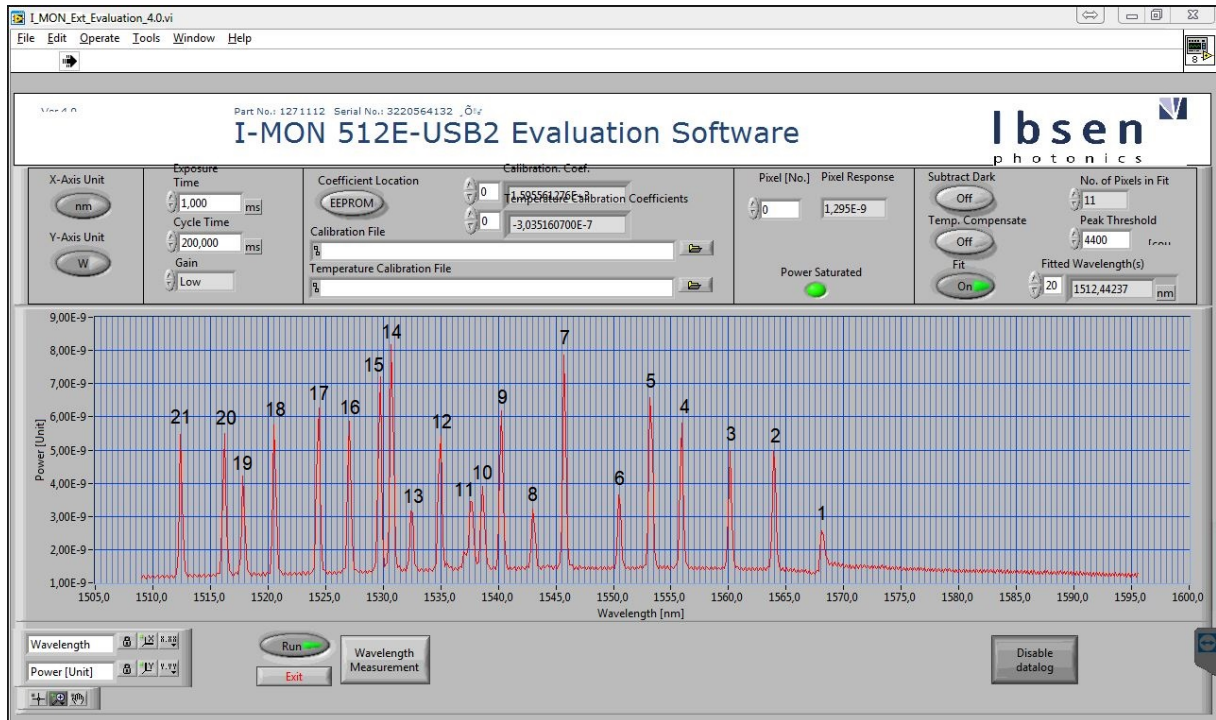 I_MON_Ext_Evaluation_4.0.vi
File Edit Operate Tools Window Help
8
Part No.: 1271112 Serial No.: 3220564132
I-MON 512E-USB2 Evaluation Software
Ibsen
photonics
X-Axis Unit
nm
Y-Axis Unit
W
Exposure
Time
1,000 ms
Cycle Time
200,000 ms
Gain
Low
Coefficient Location
EEPROM
Calibration. Coef.
0
Temperature Calibration Coefficients
0 -3,035160700E-7
Calibration File
Temperature Calibration File
Pixel [No.] Pixel Response
0 1,295E-9
Power Saturated
Subtract Dark
Off
Temp. Compensate
Off
Fit
On
No. of Pixels in Fit
11
Peak Threshold
4400
Fitted Wavelength(s)
20 1512,44237 nm
9,00E-9
8,00E-9
7,00E-9
6,00E-9
5,00E-9
4,00E-9
3,00E-9
2,00E-9
1,00E-9
Power [Unit]
21 20 19 18 17 16 15 14 13 12 11 10 9 8 7 6 5 4 3 2 1
1505,0 1510,0 1515,0 1520,0 1525,0 1530,0 1535,0 1540,0 1545,0 1550,0 1555,0 1560,0 1565,0 1570,0 1575,0 1580,0 1585,0 1590,0 1595,0 1600,0
Wavelength [nm]
Wavelength
Power [Unit]
Run
Exit
Wavelength
Measurement
Disable
datalog